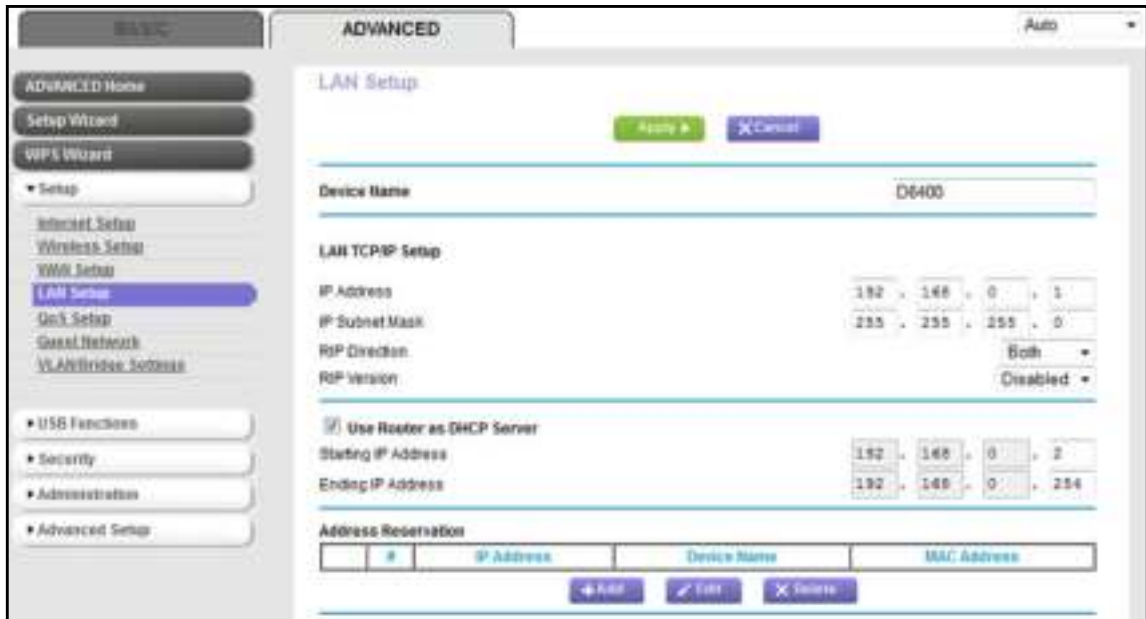 BASIC
ADVANCED
Auto
ADVANCED Home
Setup Wizard
WPS Wizard
Setup
Internet Setup
Wireless Setup
WAN Setup
LAN Setup
QoS Setup
Guest Network
VLAN/Bridge Settings
USB Functions
Security
Administration
Advanced Setup
LAN Setup
Apply
Cancel
Device Name D6400
LAN TCP/IP Setup
IP Address 192 . 168 . 0 . 1
IP Subnet Mask 255 . 255 . 255 . 0
RIP Direction Both
RIP Version Disabled
Use Router as DHCP Server
Starting IP Address 192 . 168 . 0 . 2
Ending IP Address 192 . 168 . 0 . 254
Address Reservation
# IP Address Device Name MAC Address
Add Edit Delete